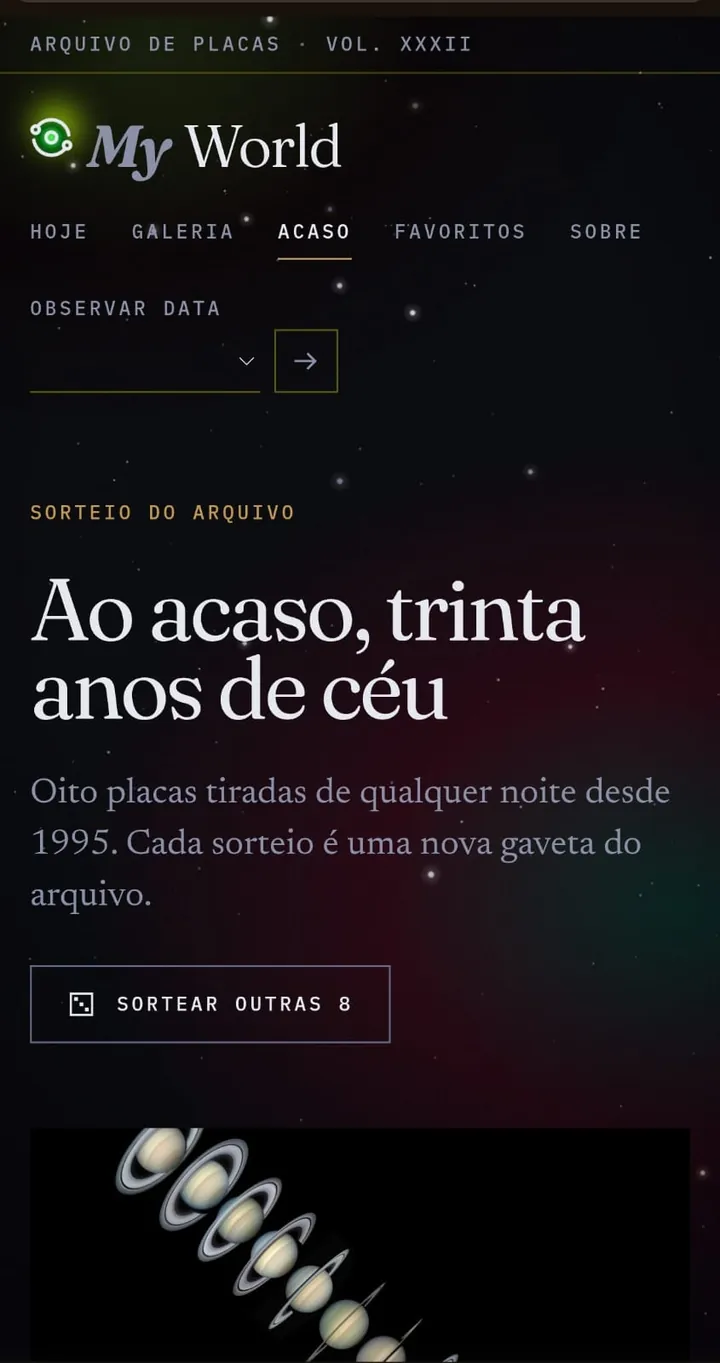 ARQUIVO DE PLACAS · VOL. XXXII
My World
HOJE GALERIA ACASO FAVORITOS SOBRE
OBSERVAR DATA
SORTEIO DO ARQUIVO
Ao acaso, trinta
anos de céu
Oito placas tiradas de qualquer noite desde
1995. Cada sorteio é uma nova gaveta do
arquivo.
SORTEAR OUTRAS 8